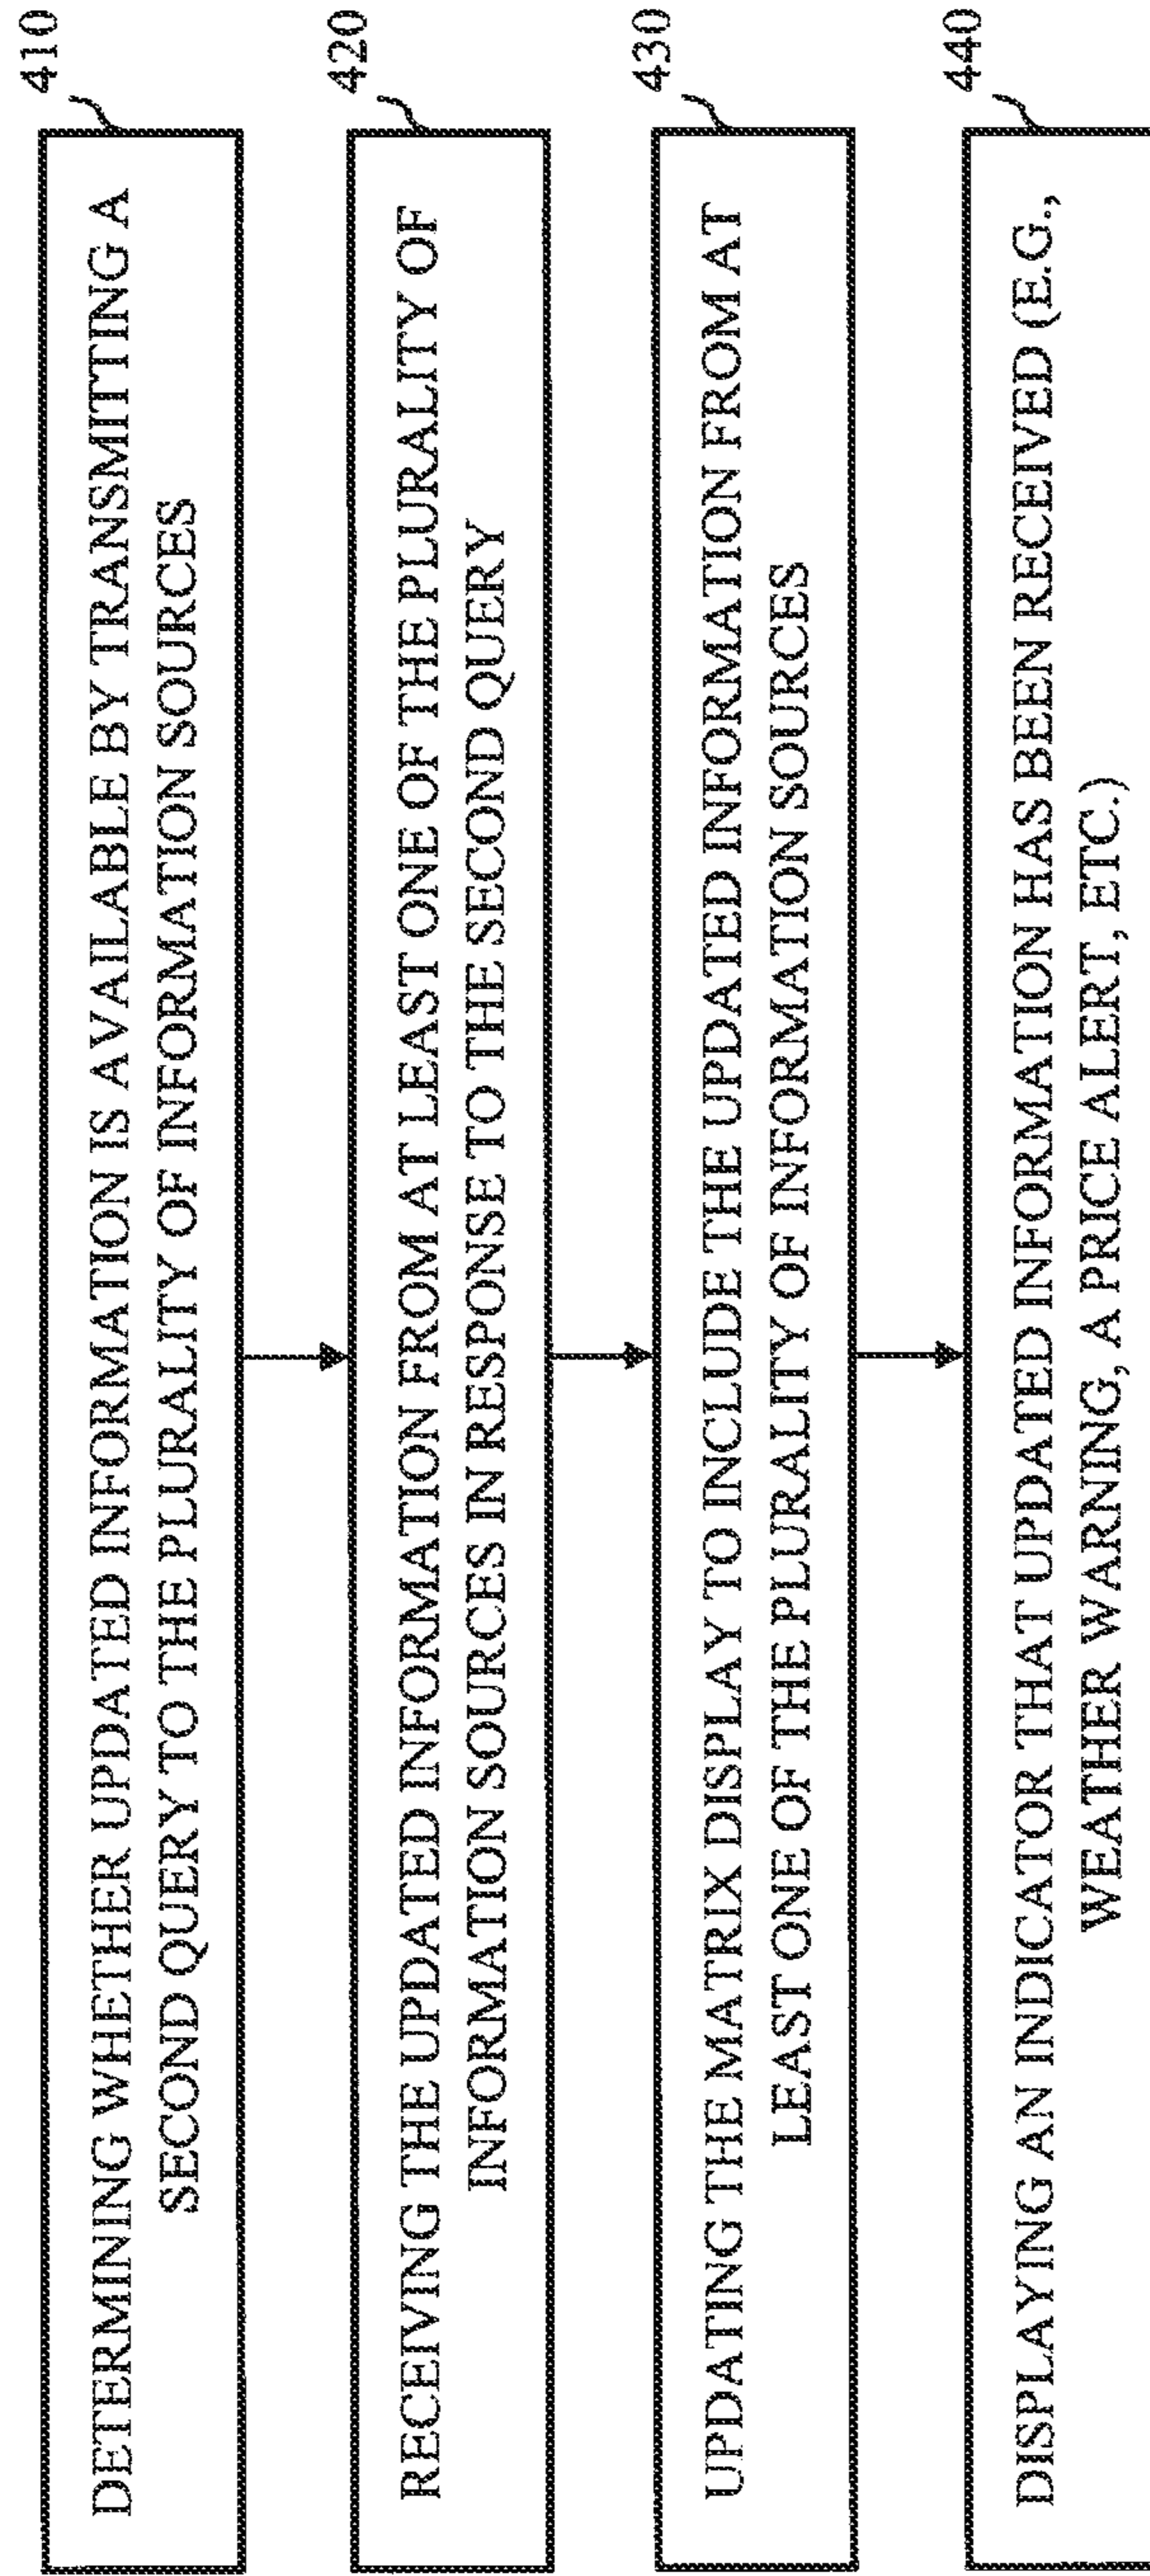 410
DETERMINING WHETHER UPDATED INFORMATION IS AVAILABLE BY TRANSMITTING A
SECOND QUERY TO THE PLURALITY OF INFORMATION SOURCES
420
RECEIVING THE UPDATED INFORMATION FROM AT LEAST ONE OF THE PLURALITY OF
INFORMATION SOURCES IN RESPONSE TO THE SECOND QUERY
430
UPDATING THE MATRIX DISPLAY TO INCLUDE THE UPDATED INFORMATION FROM AT
LEAST ONE OF THE PLURALITY OF INFORMATION SOURCES
440
DISPLAYING AN INDICATOR THAT UPDATED INFORMATION HAS BEEN RECEIVED (E.G.,
WEATHER WARNING, A PRICE ALERT, ETC.)